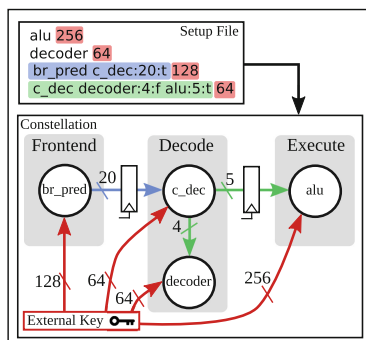 Setup File
alu 256
decoder 64
br_pred c_dec:20:t 128
c_dec decoder:4:f alu:5:t 64
Constellation
Frontend Decode Execute
20 5
br_pred c_dec alu
4
128 64 64 256
decoder
External Key